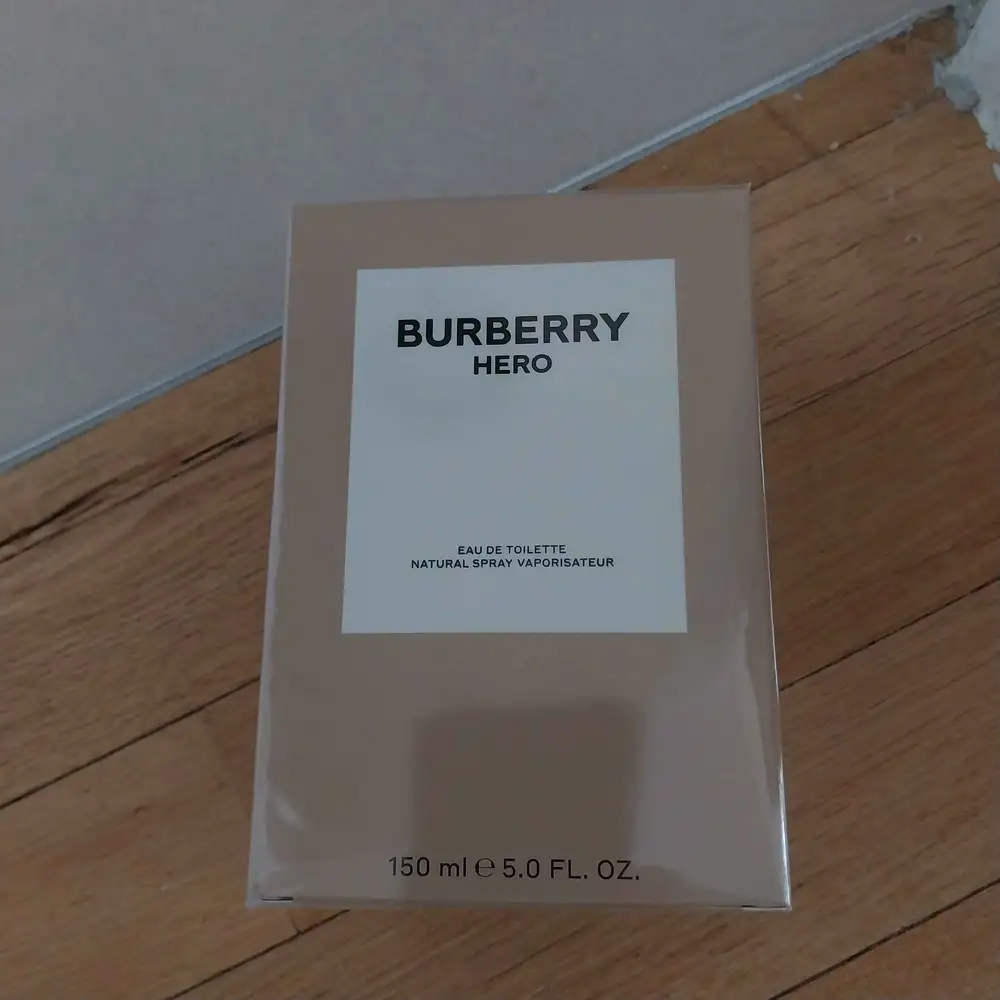 BURBERRY
HERO
EAU DE TOILETTE
NATURAL SPRAY VAPORISATEUR
150 ml ℮ 5.0 FL. OZ.